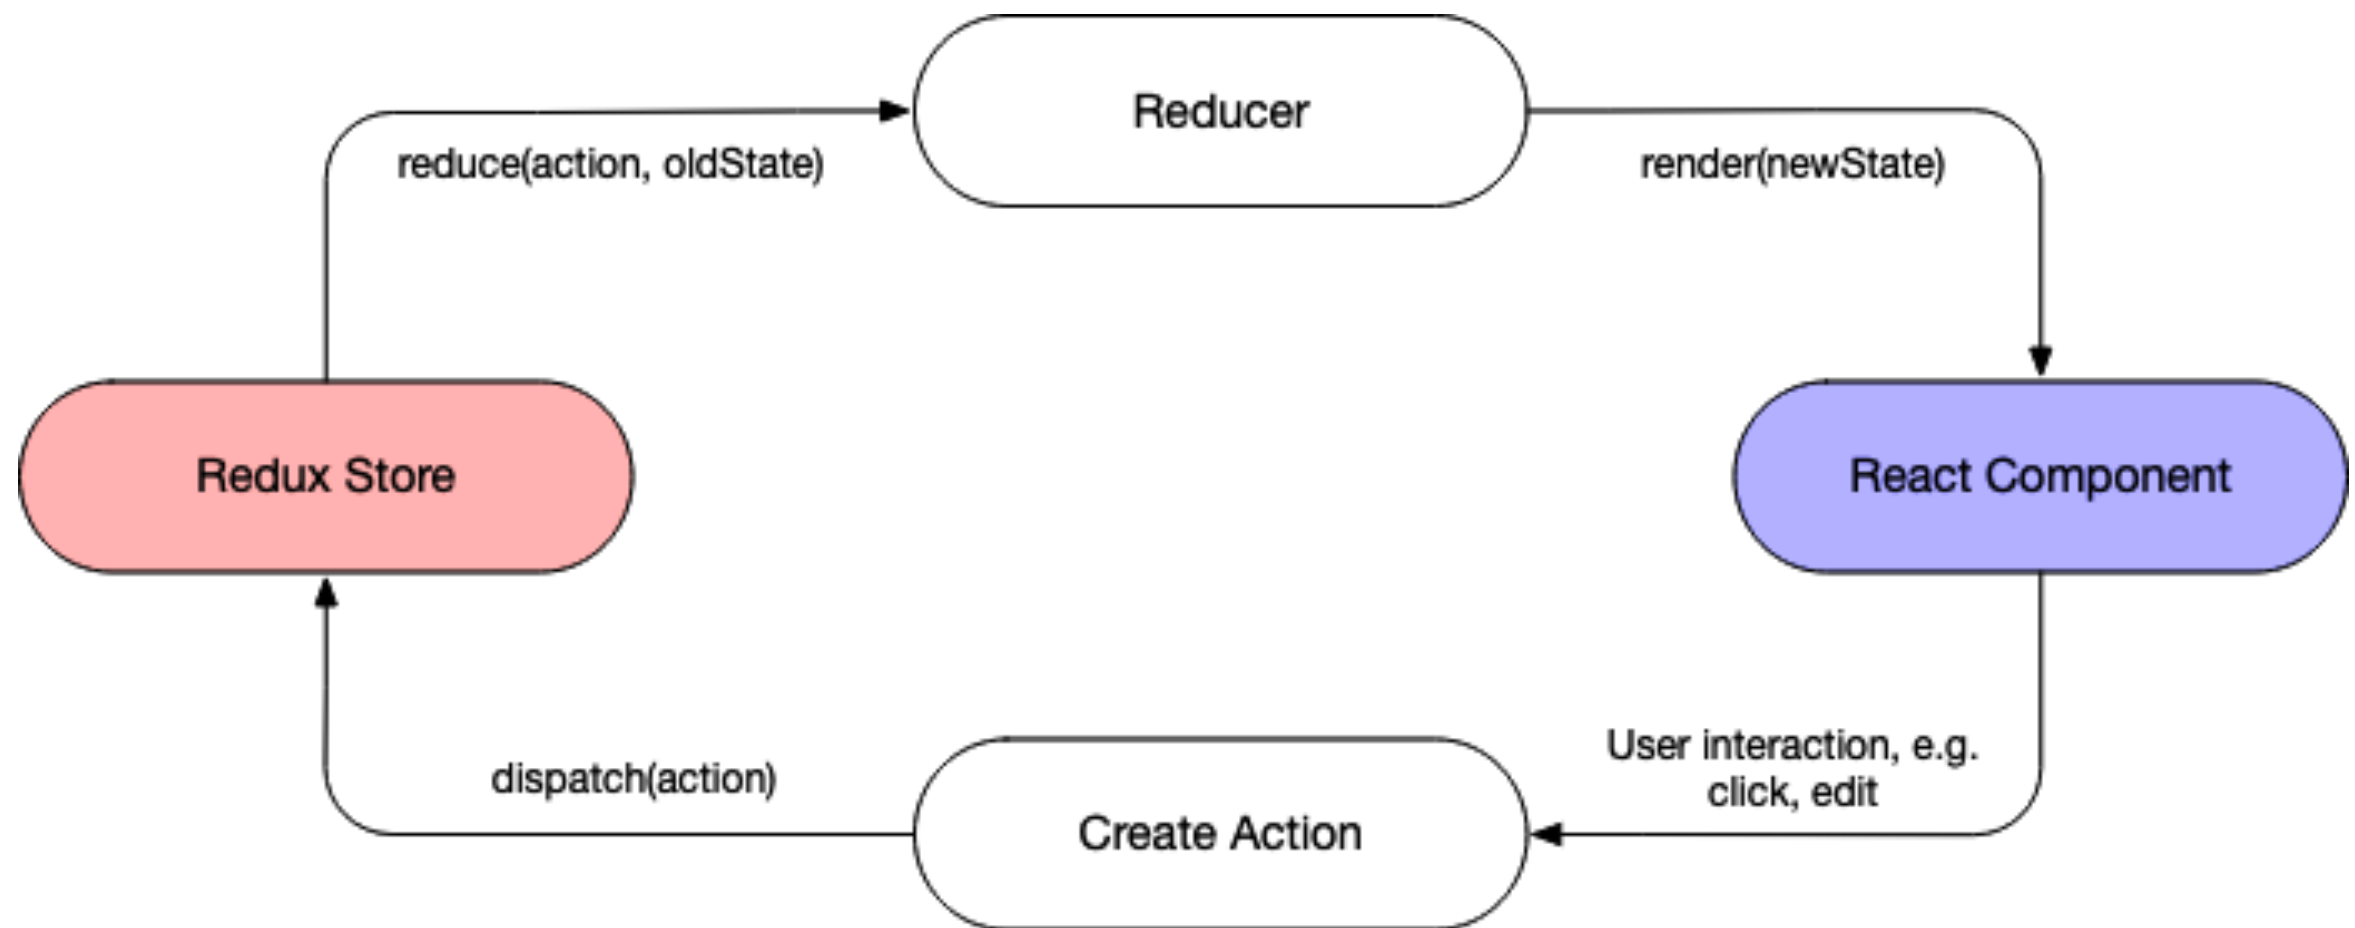 Reducer
reduce(action, oldState)
render(newState)
Redux Store
React Component
User interaction, e.g.
click, edit
dispatch(action)
Create Action